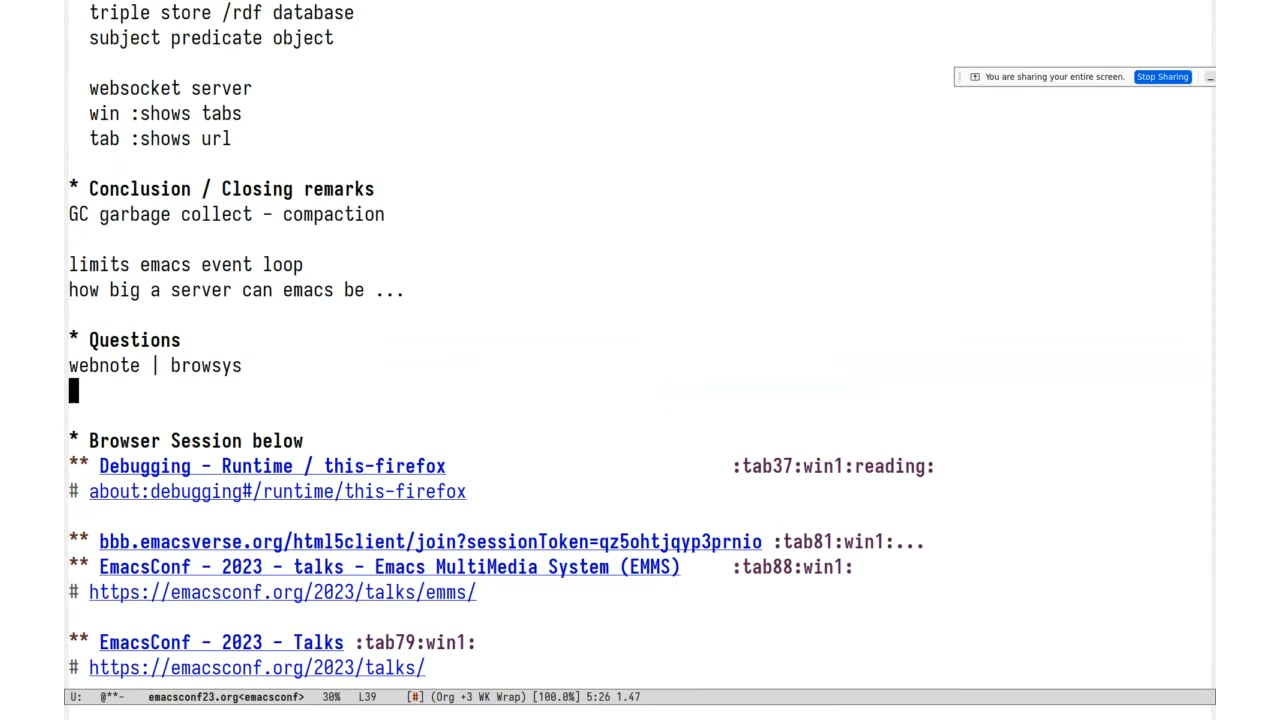 triple store /rdf database
subject predicate object
You are sharing your entire screen. Stop Sharing
websocket server
win :shows tabs
tab :shows url
* Conclusion / Closing remarks
GC garbage collect - compaction
limits emacs event loop
how big a server can emacs be ...
* Questions
webnote | browsys
* Browser Session below
** Debugging - Runtime / this-firefox :tab37:win1:reading:
# about:debugging#/runtime/this-firefox
** bbb.emacsverse.org/html5client/join?sessionToken=qz5ohtjqyp3prnio :tab81:win1:...
** EmacsConf - 2023 - talks - Emacs MultiMedia System (EMMS) :tab88:win1:
# https://emacsconf.org/2023/talks/emms/
** EmacsConf - 2023 - Talks :tab79:win1:
# https://emacsconf.org/2023/talks/
U: @**- emacsconf23.org<emacsconf> 30% L39 [#] (Org +3 WK Wrap) [100.0%] 5:26 1.47